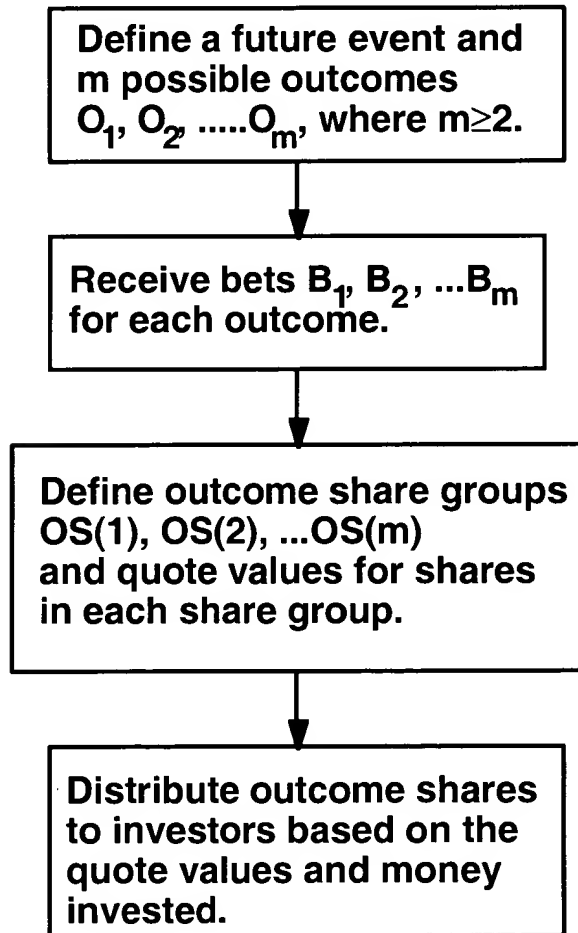 Define a future event and
m possible outcomes
O₁, O₂, .....Oₘ, where m≥2.
Receive bets B₁, B₂, ...Bₘ
for each outcome.
Define outcome share groups
OS(1), OS(2), ...OS(m)
and quote values for shares
in each share group.
Distribute outcome shares
to investors based on the
quote values and money
invested.